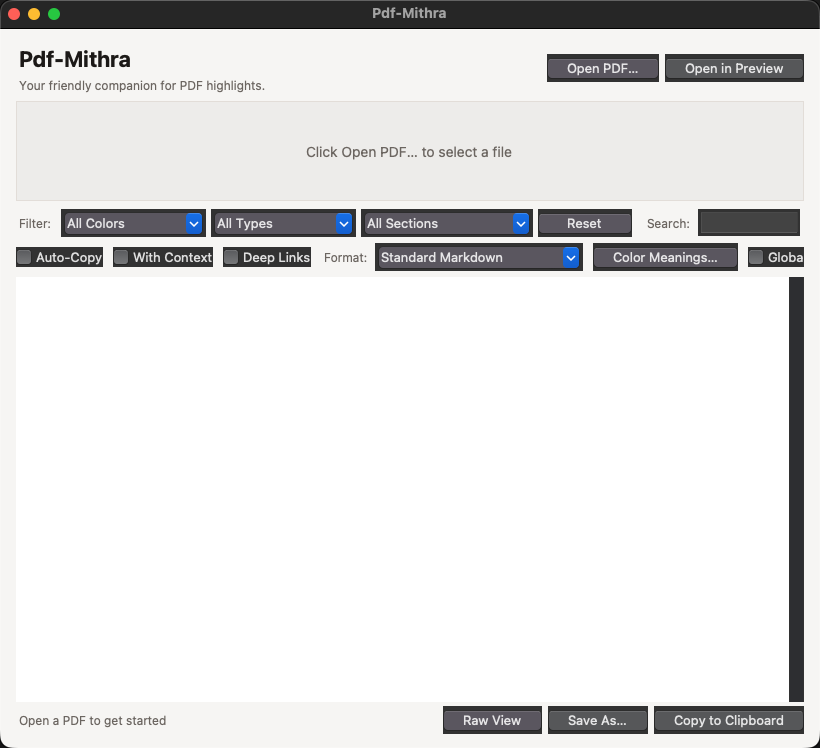 Pdf-Mithra
Pdf-Mithra
Your friendly companion for PDF highlights.
Open PDF...
Open in Preview
Click Open PDF... to select a file
Filter:
All Colors
All Types
All Sections
Reset
Search:
Auto-Copy
With Context
Deep Links
Format:
Standard Markdown
Color Meanings...
Globa
Open a PDF to get started
Raw View
Save As...
Copy to Clipboard